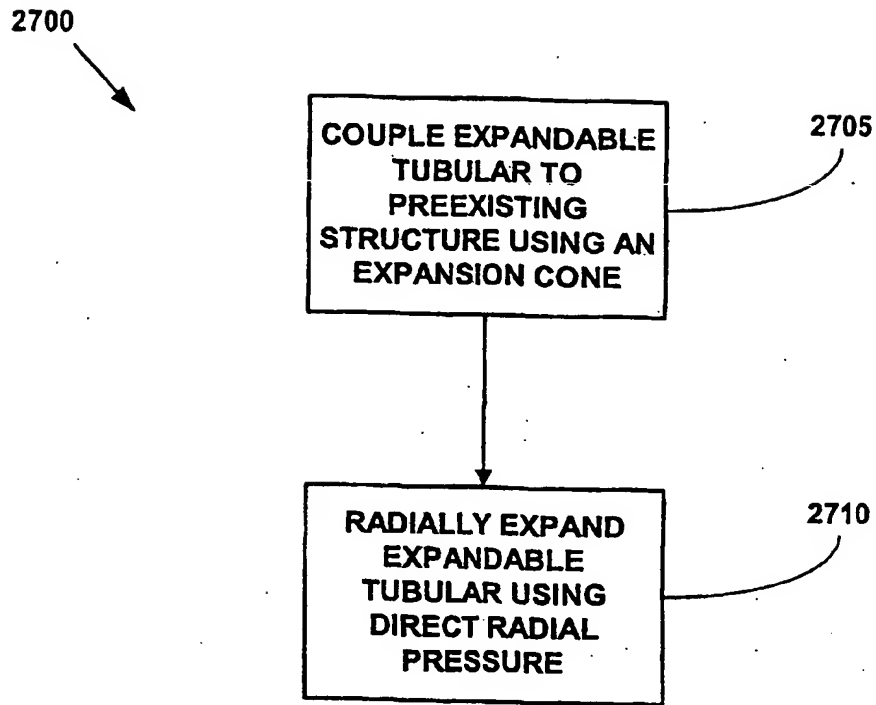 2700
COUPLE EXPANDABLE
TUBULAR TO
PREEXISTING
STRUCTURE USING AN
EXPANSION CONE
2705
RADIALLY EXPAND
EXPANDABLE
TUBULAR USING
DIRECT RADIAL
PRESSURE
2710